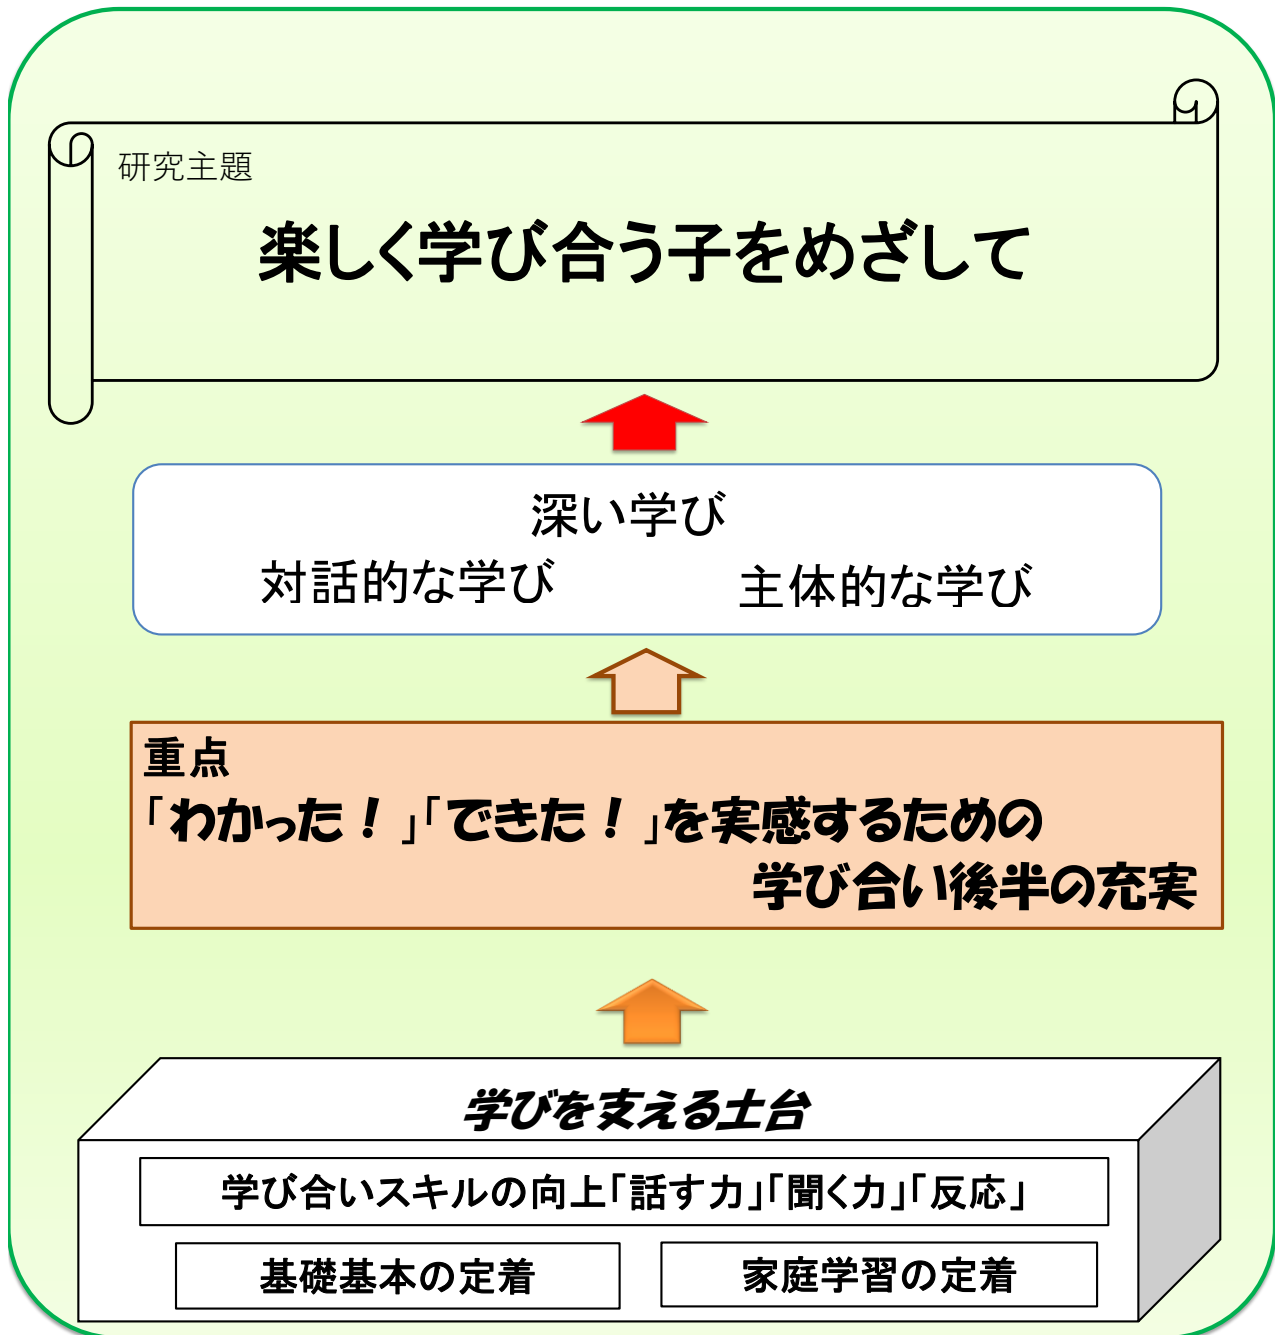 研究主題
楽しく学び合う子をめざして
深い学び
対話的な学び
主体的な学び
重点
「わかった！」「できた！」を実感するための
学び合い後半の充実
学びを支える土台
学び合いスキルの向上「話す力」「聞く力」「反応」
基礎基本の定着
家庭学習の定着